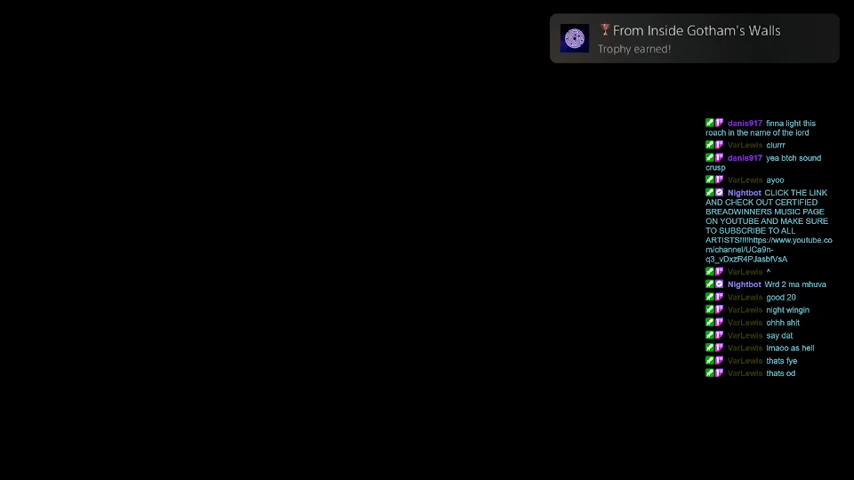 From Inside Gotham's Walls
Trophy earned!
danis917 finna light this
roach in the name of the lord
VarLewis clurrr
danis917 yea btch sound
crusp
VarLewis ayoo
Nightbot CLICK THE LINK
AND CHECK OUT CERTIFIED
BREADWINNERS MUSIC PAGE
ON YOUTUBE AND MAKE SURE
TO SUBSCRIBE TO ALL
ARTISTS!!!!https://www.youtube.co
m/channel/UCa9n-
q3_vDxzR4PJasbfVsA
VarLewis ^
Nightbot Wrd 2 ma mhuva
VarLewis good 20
VarLewis night wingin
VarLewis ohhh shit
VarLewis say dat
VarLewis lmaoo as hell
VarLewis thats fye
VarLewis thats od